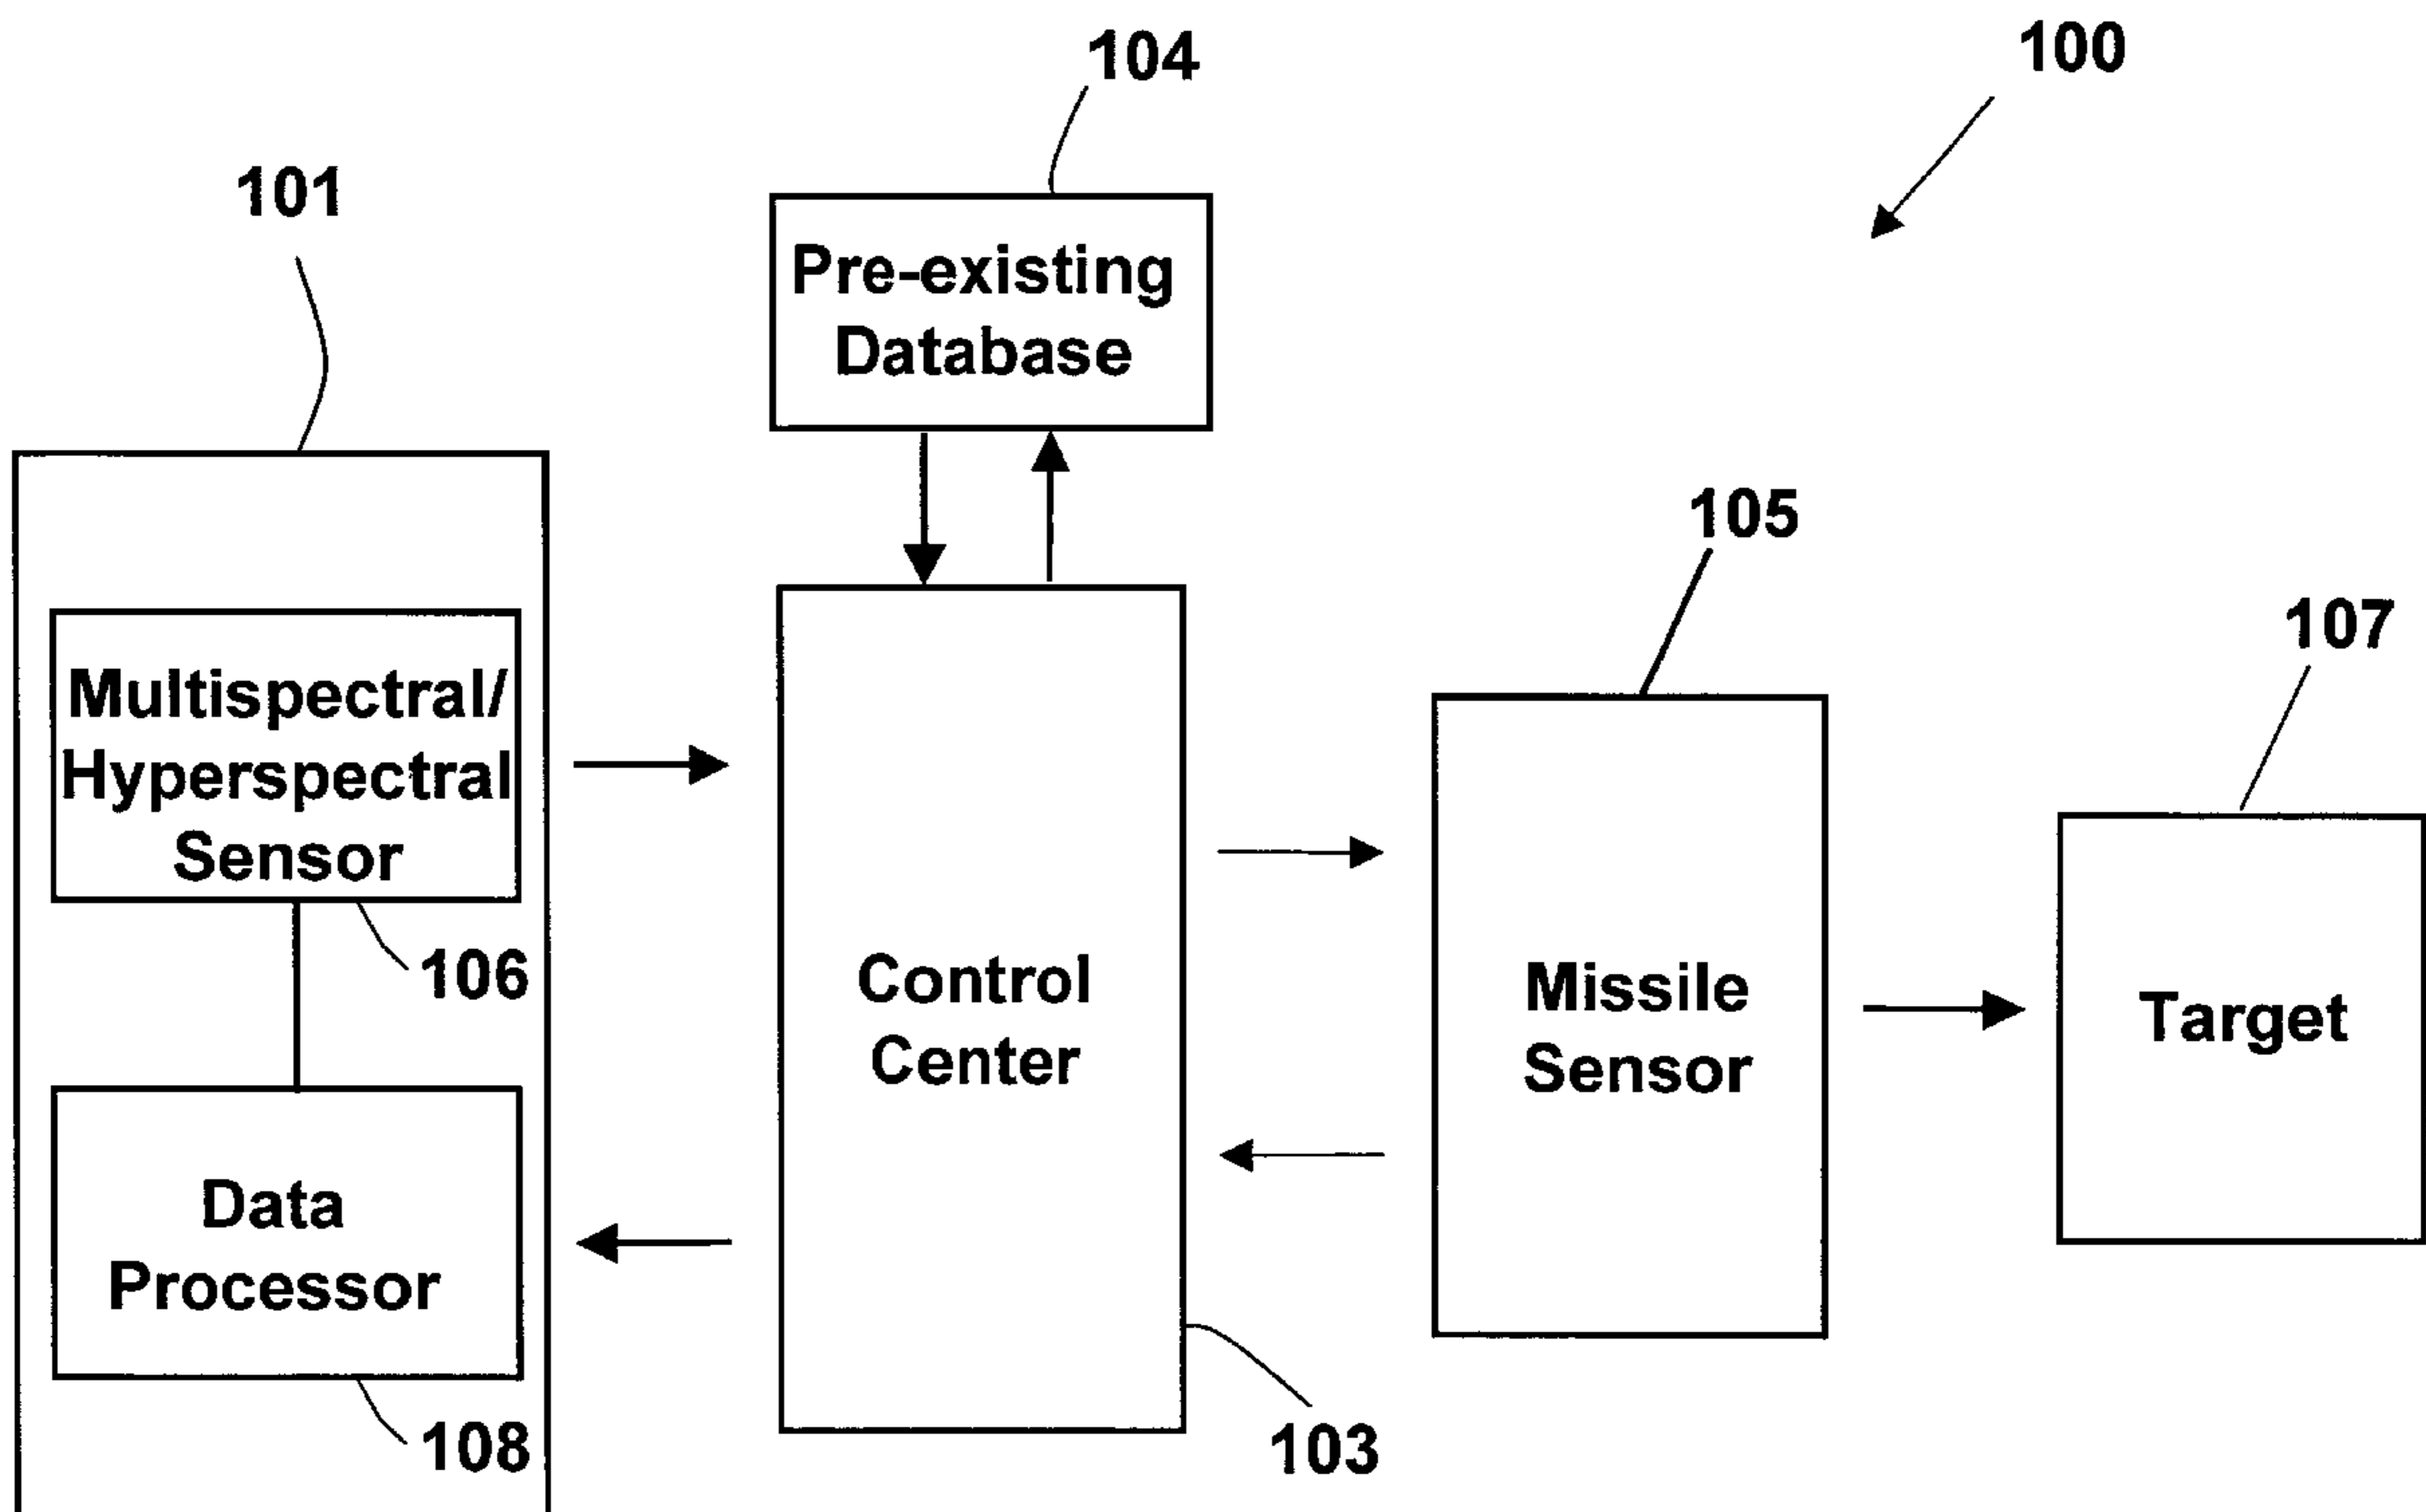 100
104
101
Pre-existing
Database
105
107
Multispectral/
Hyperspectral
Sensor
106
Control
Center
Missile
Sensor
Target
Data
Processor
108
103